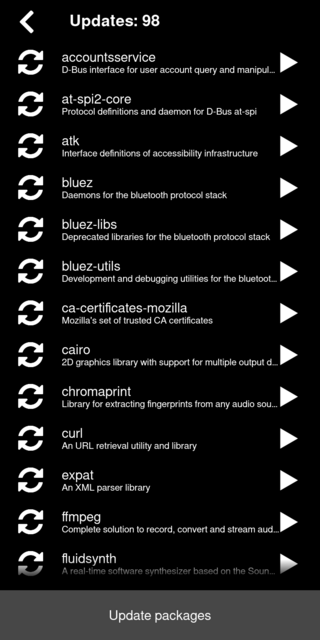 Updates: 98
accountsservice
D-Bus interface for user account query and manipul...
at-spi2-core
Protocol definitions and daemon for D-Bus at-spi
atk
Interface definitions of accessibility infrastructure
bluez
Daemons for the bluetooth protocol stack
bluez-libs
Deprecated libraries for the bluetooth protocol stack
bluez-utils
Development and debugging utilities for the bluetoot...
ca-certificates-mozilla
Mozilla's set of trusted CA certificates
cairo
2D graphics library with support for multiple output d...
chromaprint
Library for extracting fingerprints from any audio sou...
curl
An URL retrieval utility and library
expat
An XML parser library
ffmpeg
Complete solution to record, convert and stream aud...
fluidsynth
A real-time software synthesizer based on the Soun...
Update packages